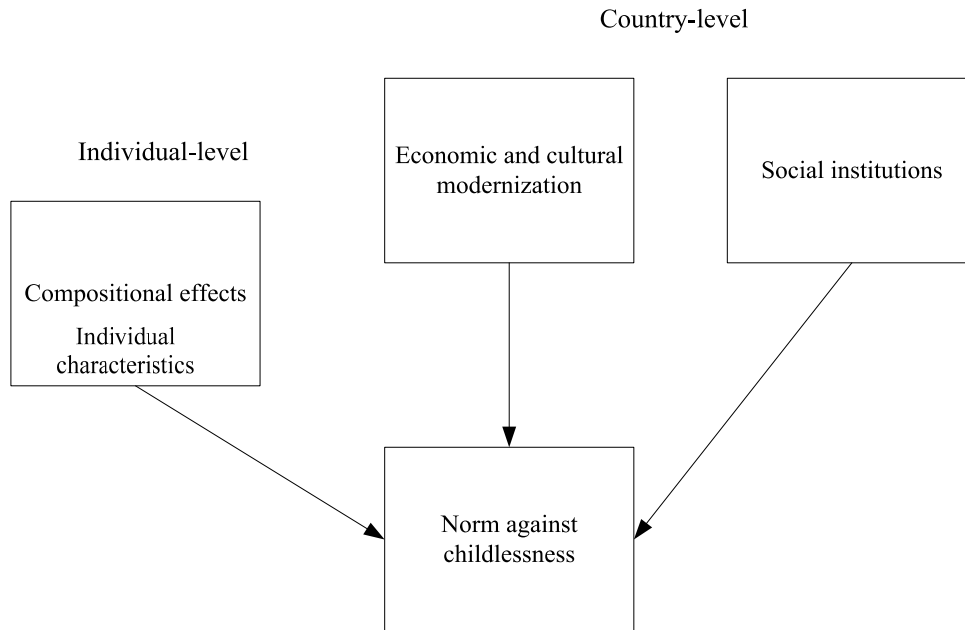 Country-level
Individual-level
Economic and cultural
modernization
Social institutions
Compositional effects
Individual
characteristics
Norm against
childlessness